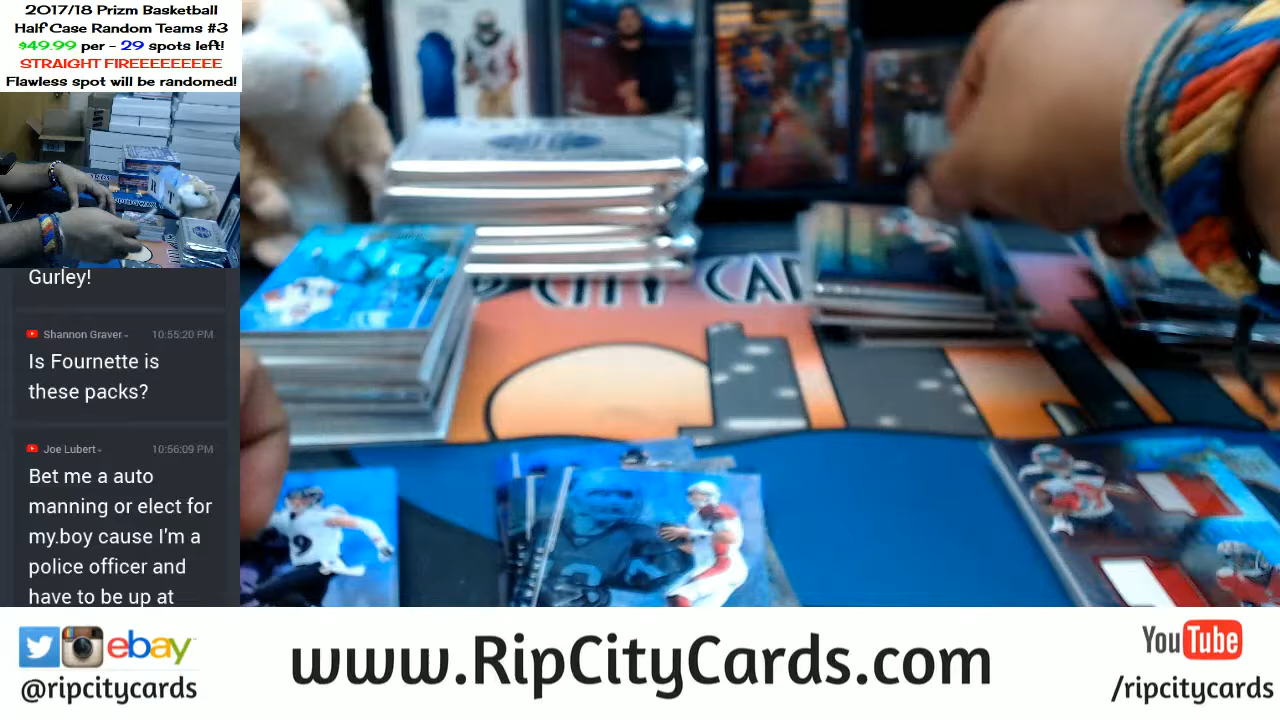 2017/18 Prizm Basketball
Half Case Random Teams #3
$49.99 per - 29 spots left!
STRAIGHT FIREEEEEEEEE
Flawless spot will be randomed!
Gurley!
Shannon Graver
10:55:20 PM
Is Fournette is
these packs?
Joe Lubert
10:56:09 PM
Bet me a auto
manning or elect for
my.boy cause I'm a
police officer and
have to be up at
CITY CAR
ebay
@ripcitycards
www.RipCityCards.com
YouTube
/ripcitycards